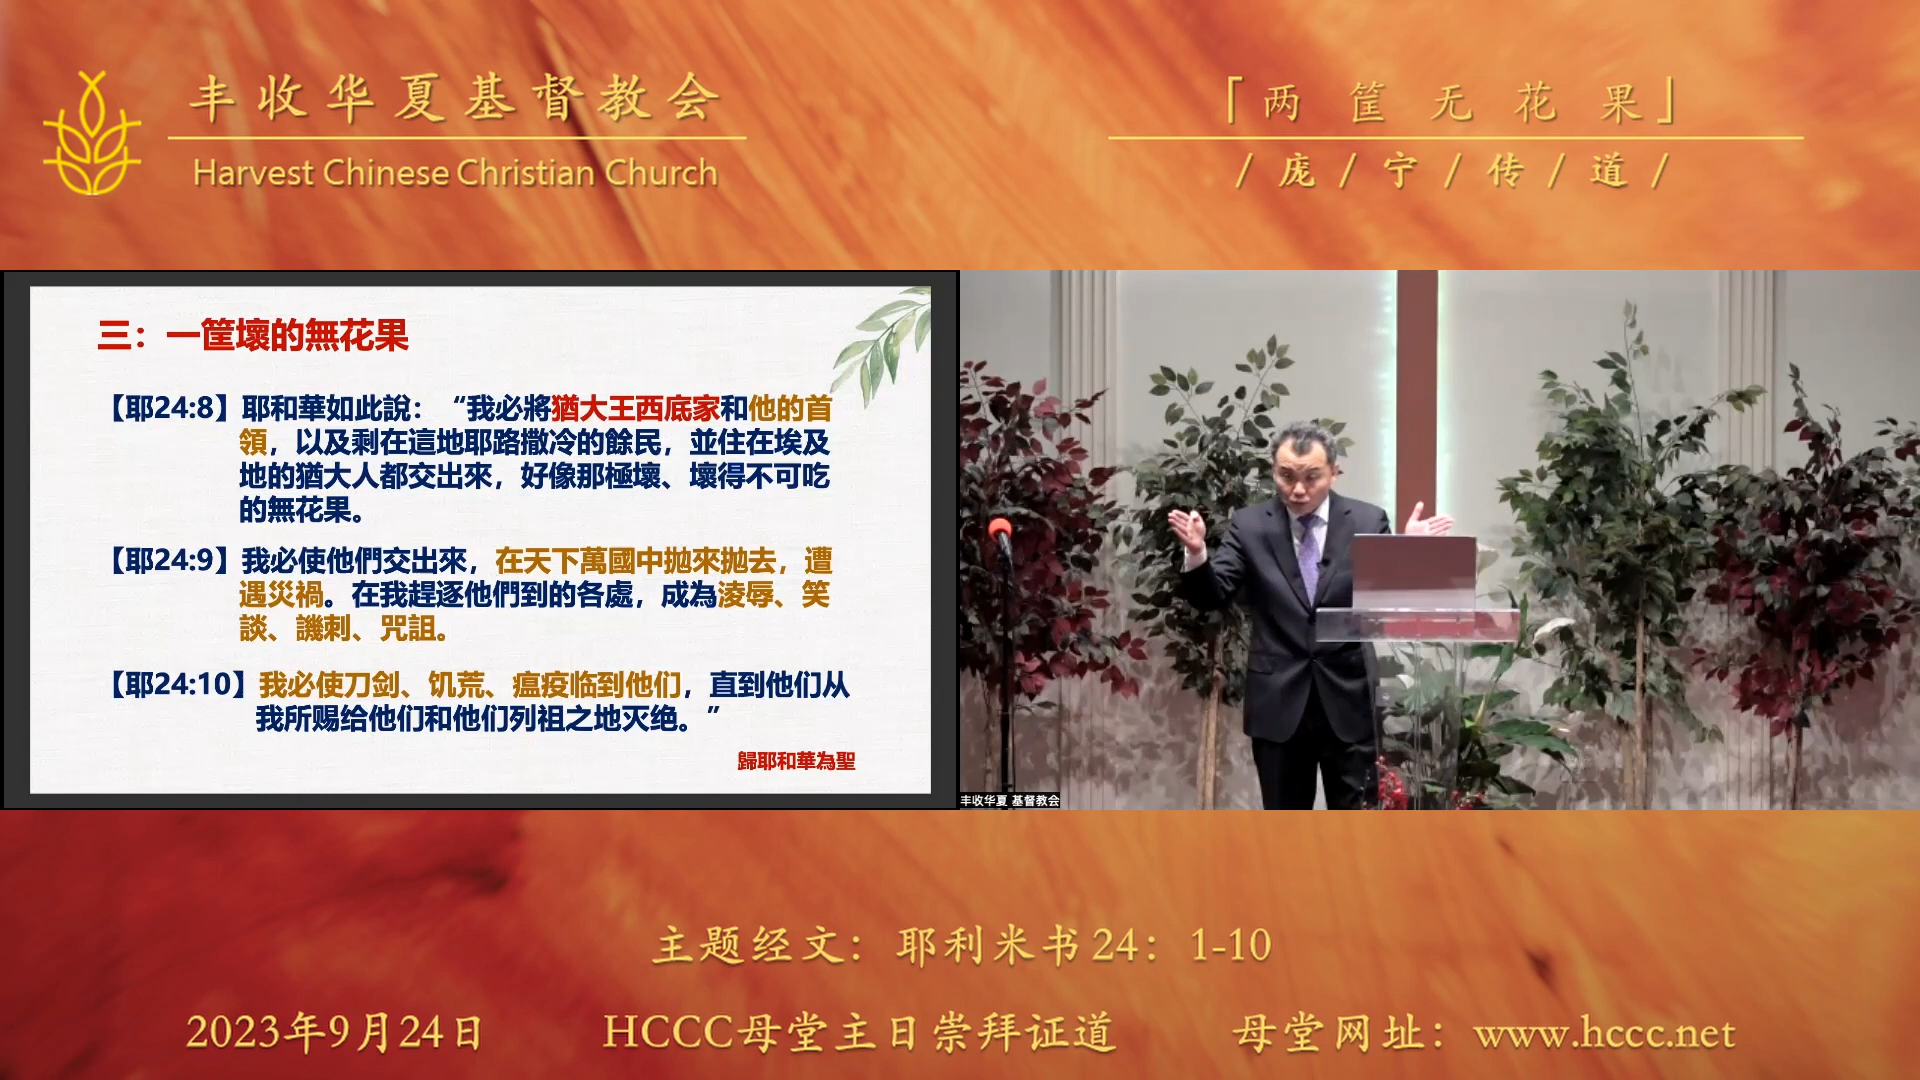 丰收华夏基督教会
Harvest Chinese Christian Church
「两筐无花果」
/ 庞 / 宁 / 传 / 道 /
三：一筐壞的無花果
【耶24:8】耶和華如此說：“我必將猶大王西底家和他的首
領，以及剩在這地耶路撒冷的餘民，並住在埃及
地的猶大人都交出來，好像那極壞、壞得不可吃
的無花果。
【耶24:9】我必使他們交出來，在天下萬國中抛來抛去，遭
遇災禍。在我趕逐他們到的各處，成為淩辱、笑
談、譏刺、咒詛。
【耶24:10】我必使刀剑、饥荒、瘟疫临到他们，直到他们从
我所赐给他们和他们列祖之地灭绝。”
歸耶和華為聖
丰收华夏 基督教会
主题经文：耶利米书 24：1-10
2023年9月24日
HCCC母堂主日崇拜证道
母堂网址：www.hccc.net